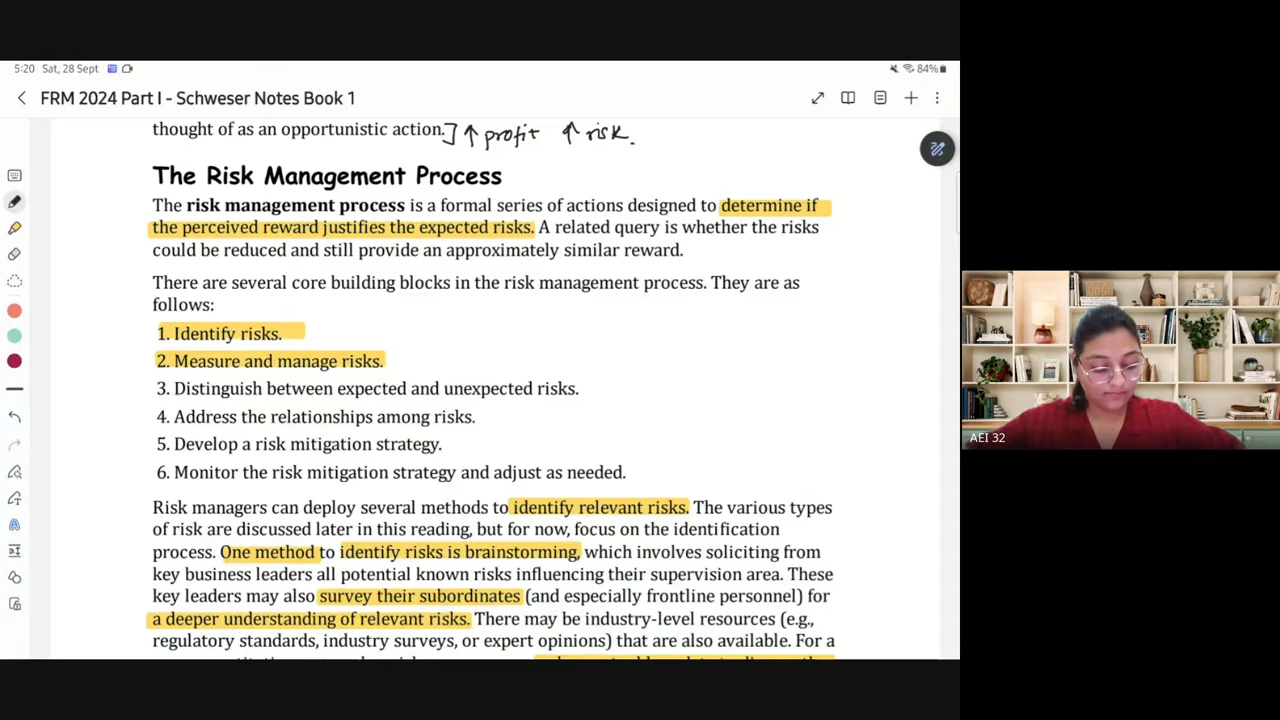 5:20 Sat, 28 Sept
84%
FRM 2024 Part I - Schweser Notes Book 1
thought of as an opportunistic action. ] ↑ profit ↑ risk.
The Risk Management Process
The risk management process is a formal series of actions designed to determine if
the perceived reward justifies the expected risks. A related query is whether the risks
could be reduced and still provide an approximately similar reward.
There are several core building blocks in the risk management process. They are as
follows:
1. Identify risks.
2. Measure and manage risks.
3. Distinguish between expected and unexpected risks.
4. Address the relationships among risks.
5. Develop a risk mitigation strategy.
6. Monitor the risk mitigation strategy and adjust as needed.
Risk managers can deploy several methods to identify relevant risks. The various types
of risk are discussed later in this reading, but for now, focus on the identification
process. One method to identify risks is brainstorming, which involves soliciting from
key business leaders all potential known risks influencing their supervision area. These
key leaders may also survey their subordinates (and especially frontline personnel) for
a deeper understanding of relevant risks. There may be industry-level resources (e.g.,
regulatory standards, industry surveys, or expert opinions) that are also available. For a
AEI 32